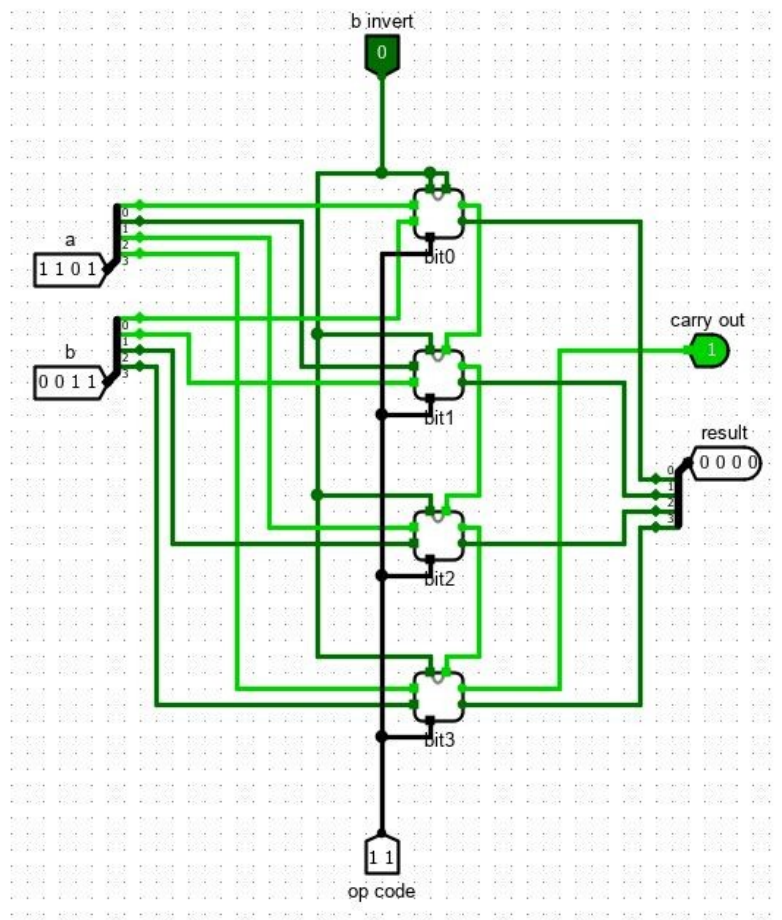 b invert
0
0
1
2
3
a
1 1 0 1
bit0
0
1
2
3
b
0 0 1 1
carry out
1
bit1
result
0 0 0 0
0
1
2
3
bit2
bit3
1 1
op code